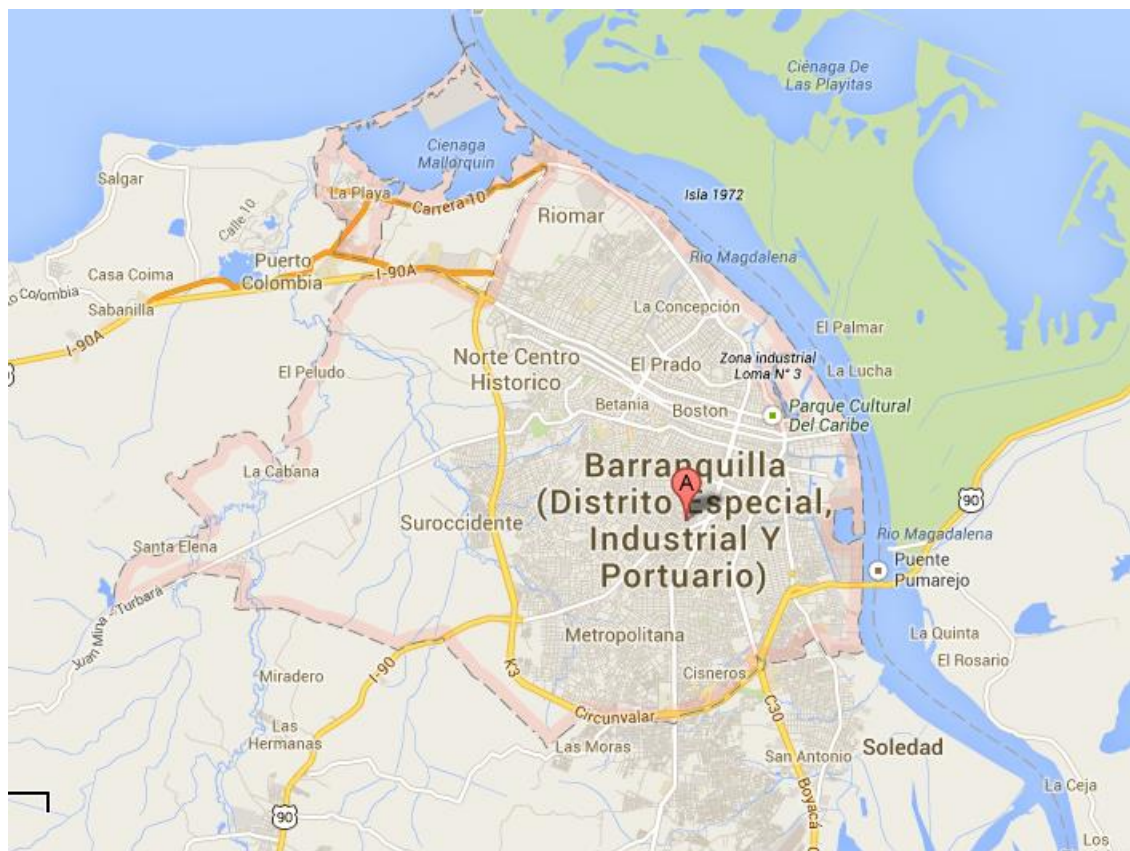 Ciénaga De
Las Playitas
Cienaga
Mallorquin
Salgar
La Playa
Carrera 10
Isla 1972
Calle 10
Riomar
Puerto
Colombia
Rio Magdalena
Casa Coima
I-90A
o Colombia
Sabanilla
La Concepción
I-90A
El Palmar
Norte Centro
Historico
El Prado
Zona industrial
Loma N° 3
La Lucha
El Peludo
Betania
Boston
Parque Cultural
Del Caribe
La Cabana
Barranquilla
(Distrito Especial,
Industrial Y
Portuario)
A
90
Suroccidente
Rio Magadalena
Santa Elena
Puente
Pumarejo
Juan Mina - Turbará
Metropolitana
La Quinta
El Rosario
I-90
K3
Cisneros
Miradero
Circunvalar
C30
Las
Hermanas
Las Moras
San Antonio
Soledad
La Ceja
Boyacá
90
Los